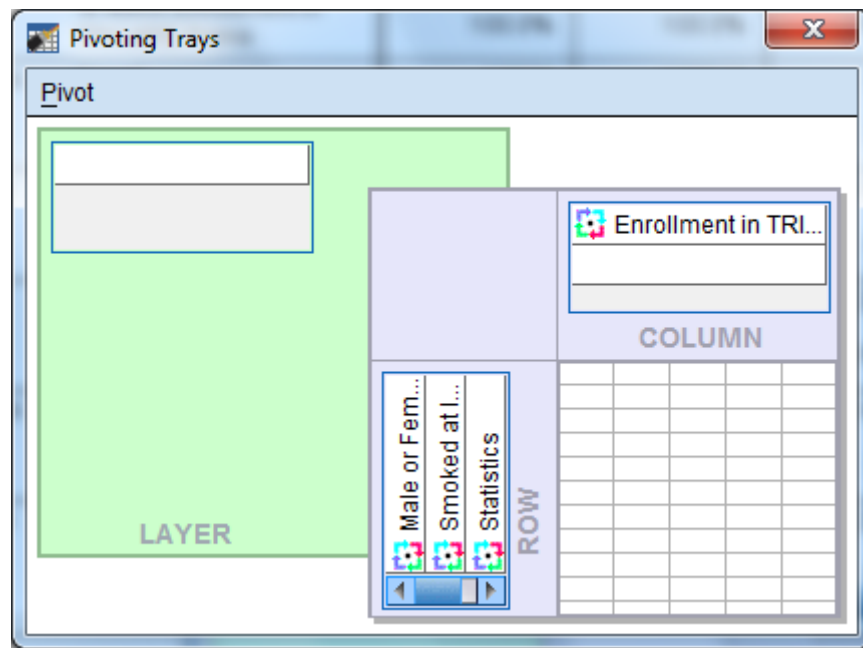 Pivoting Trays
Pivot
Enrollment in TRI...
COLUMN
Male or Fem...
Smoked at l...
Statistics
ROW
LAYER